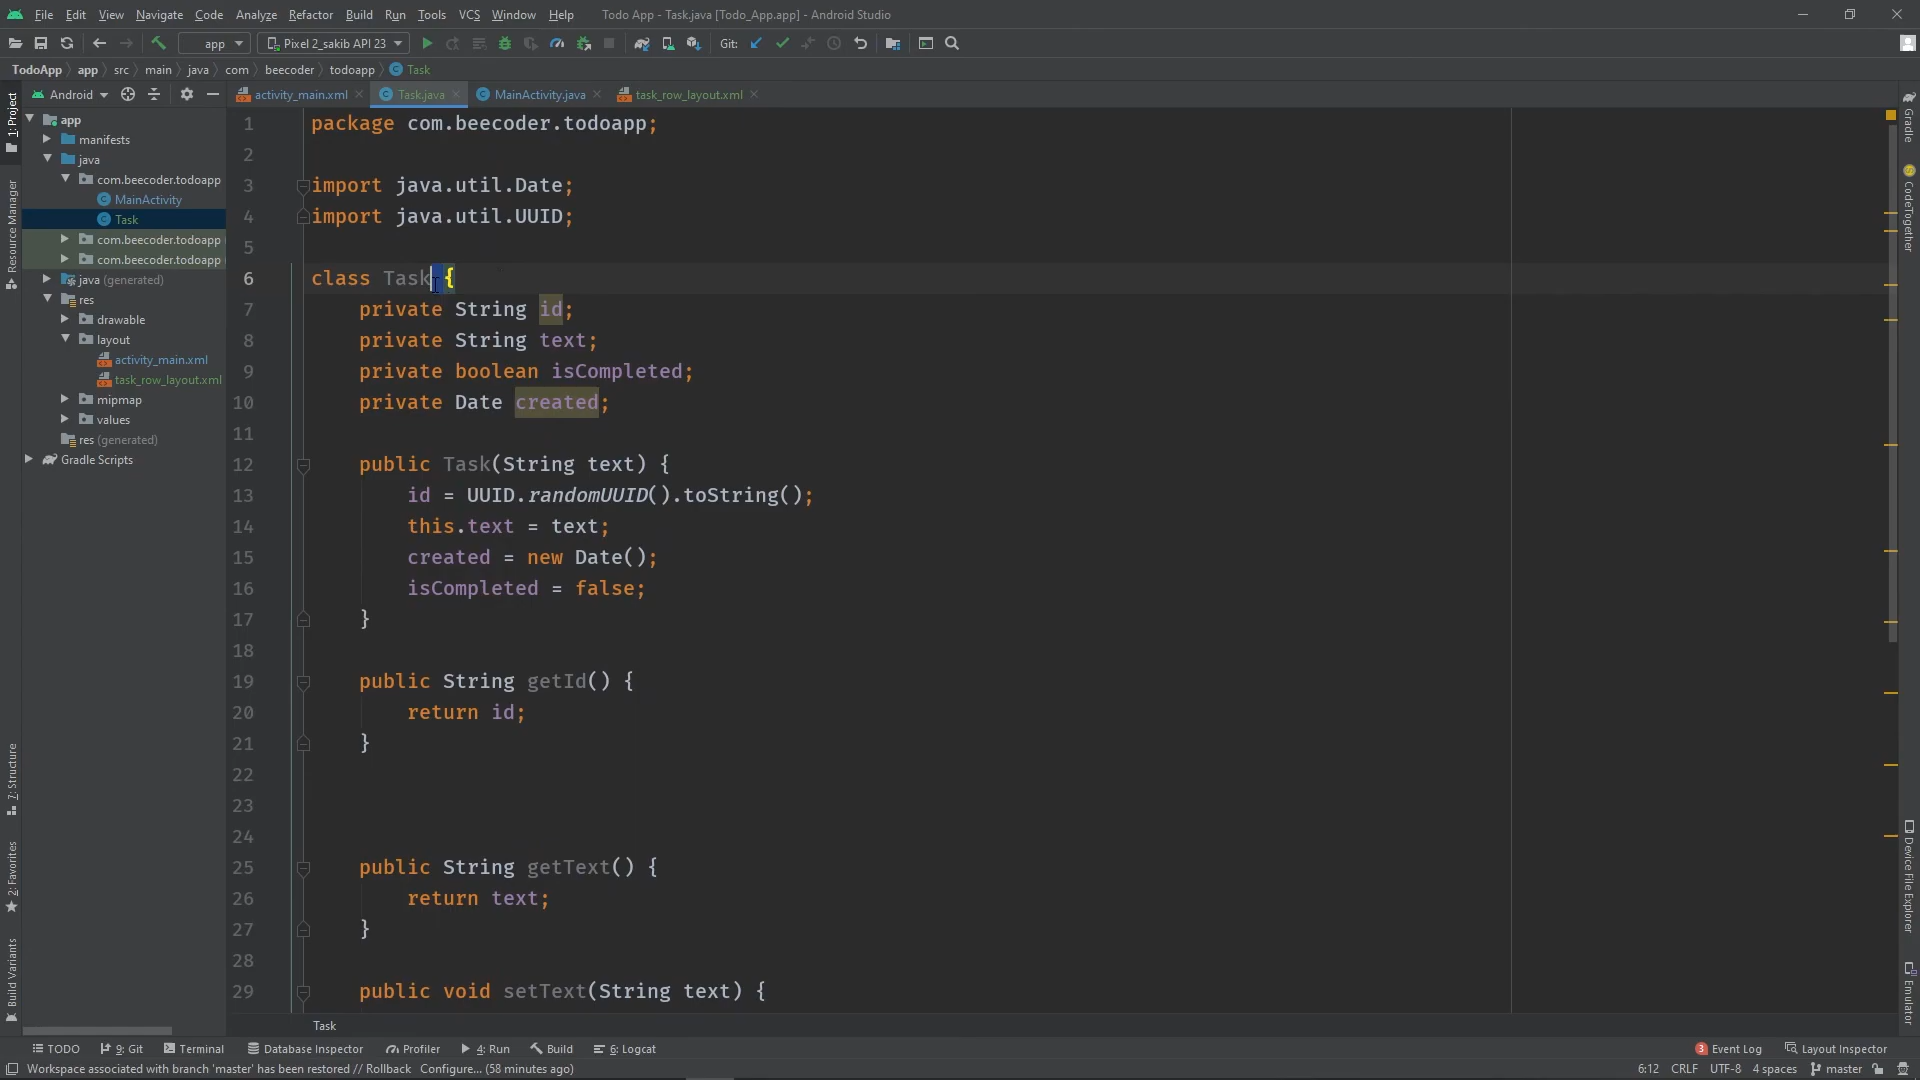 File Edit View Navigate Code Analyze Refactor Build Run Tools VCS Window Help Todo App - Task.java [Todo_App.app] - Android Studio
app Pixel 2_sakib API 23 Git:
TodoApp app src main java com beecoder todoapp Task
Android activity_main.xml Task.java MainActivity.java task_row_layout.xml
1: Project
Resource Manager
7: Structure
2: Favorites
Build Variants
app
manifests
java
com.beecoder.todoapp
MainActivity
Task
com.beecoder.todoapp
com.beecoder.todoapp
java (generated)
res
drawable
layout
activity_main.xml
task_row_layout.xml
mipmap
values
res (generated)
Gradle Scripts
1 package com.beecoder.todoapp;
2
3 import java.util.Date;
4 import java.util.UUID;
5
6 class Task {
7 private String id;
8 private String text;
9 private boolean isCompleted;
10 private Date created;
11
12 public Task(String text) {
13 id = UUID.randomUUID().toString();
14 this.text = text;
15 created = new Date();
16 isCompleted = false;
17 }
18
19 public String getId() {
20 return id;
21 }
22
23
24
25 public String getText() {
26 return text;
27 }
28
29 public void setText(String text) {
Task
Gradle
CodeTogether
Device File Explorer
Emulator
TODO 9: Git Terminal Database Inspector Profiler 4: Run Build 6: Logcat 3 Event Log Layout Inspector
Workspace associated with branch 'master' has been restored // Rollback Configure... (58 minutes ago) 6:12 CRLF UTF-8 4 spaces master